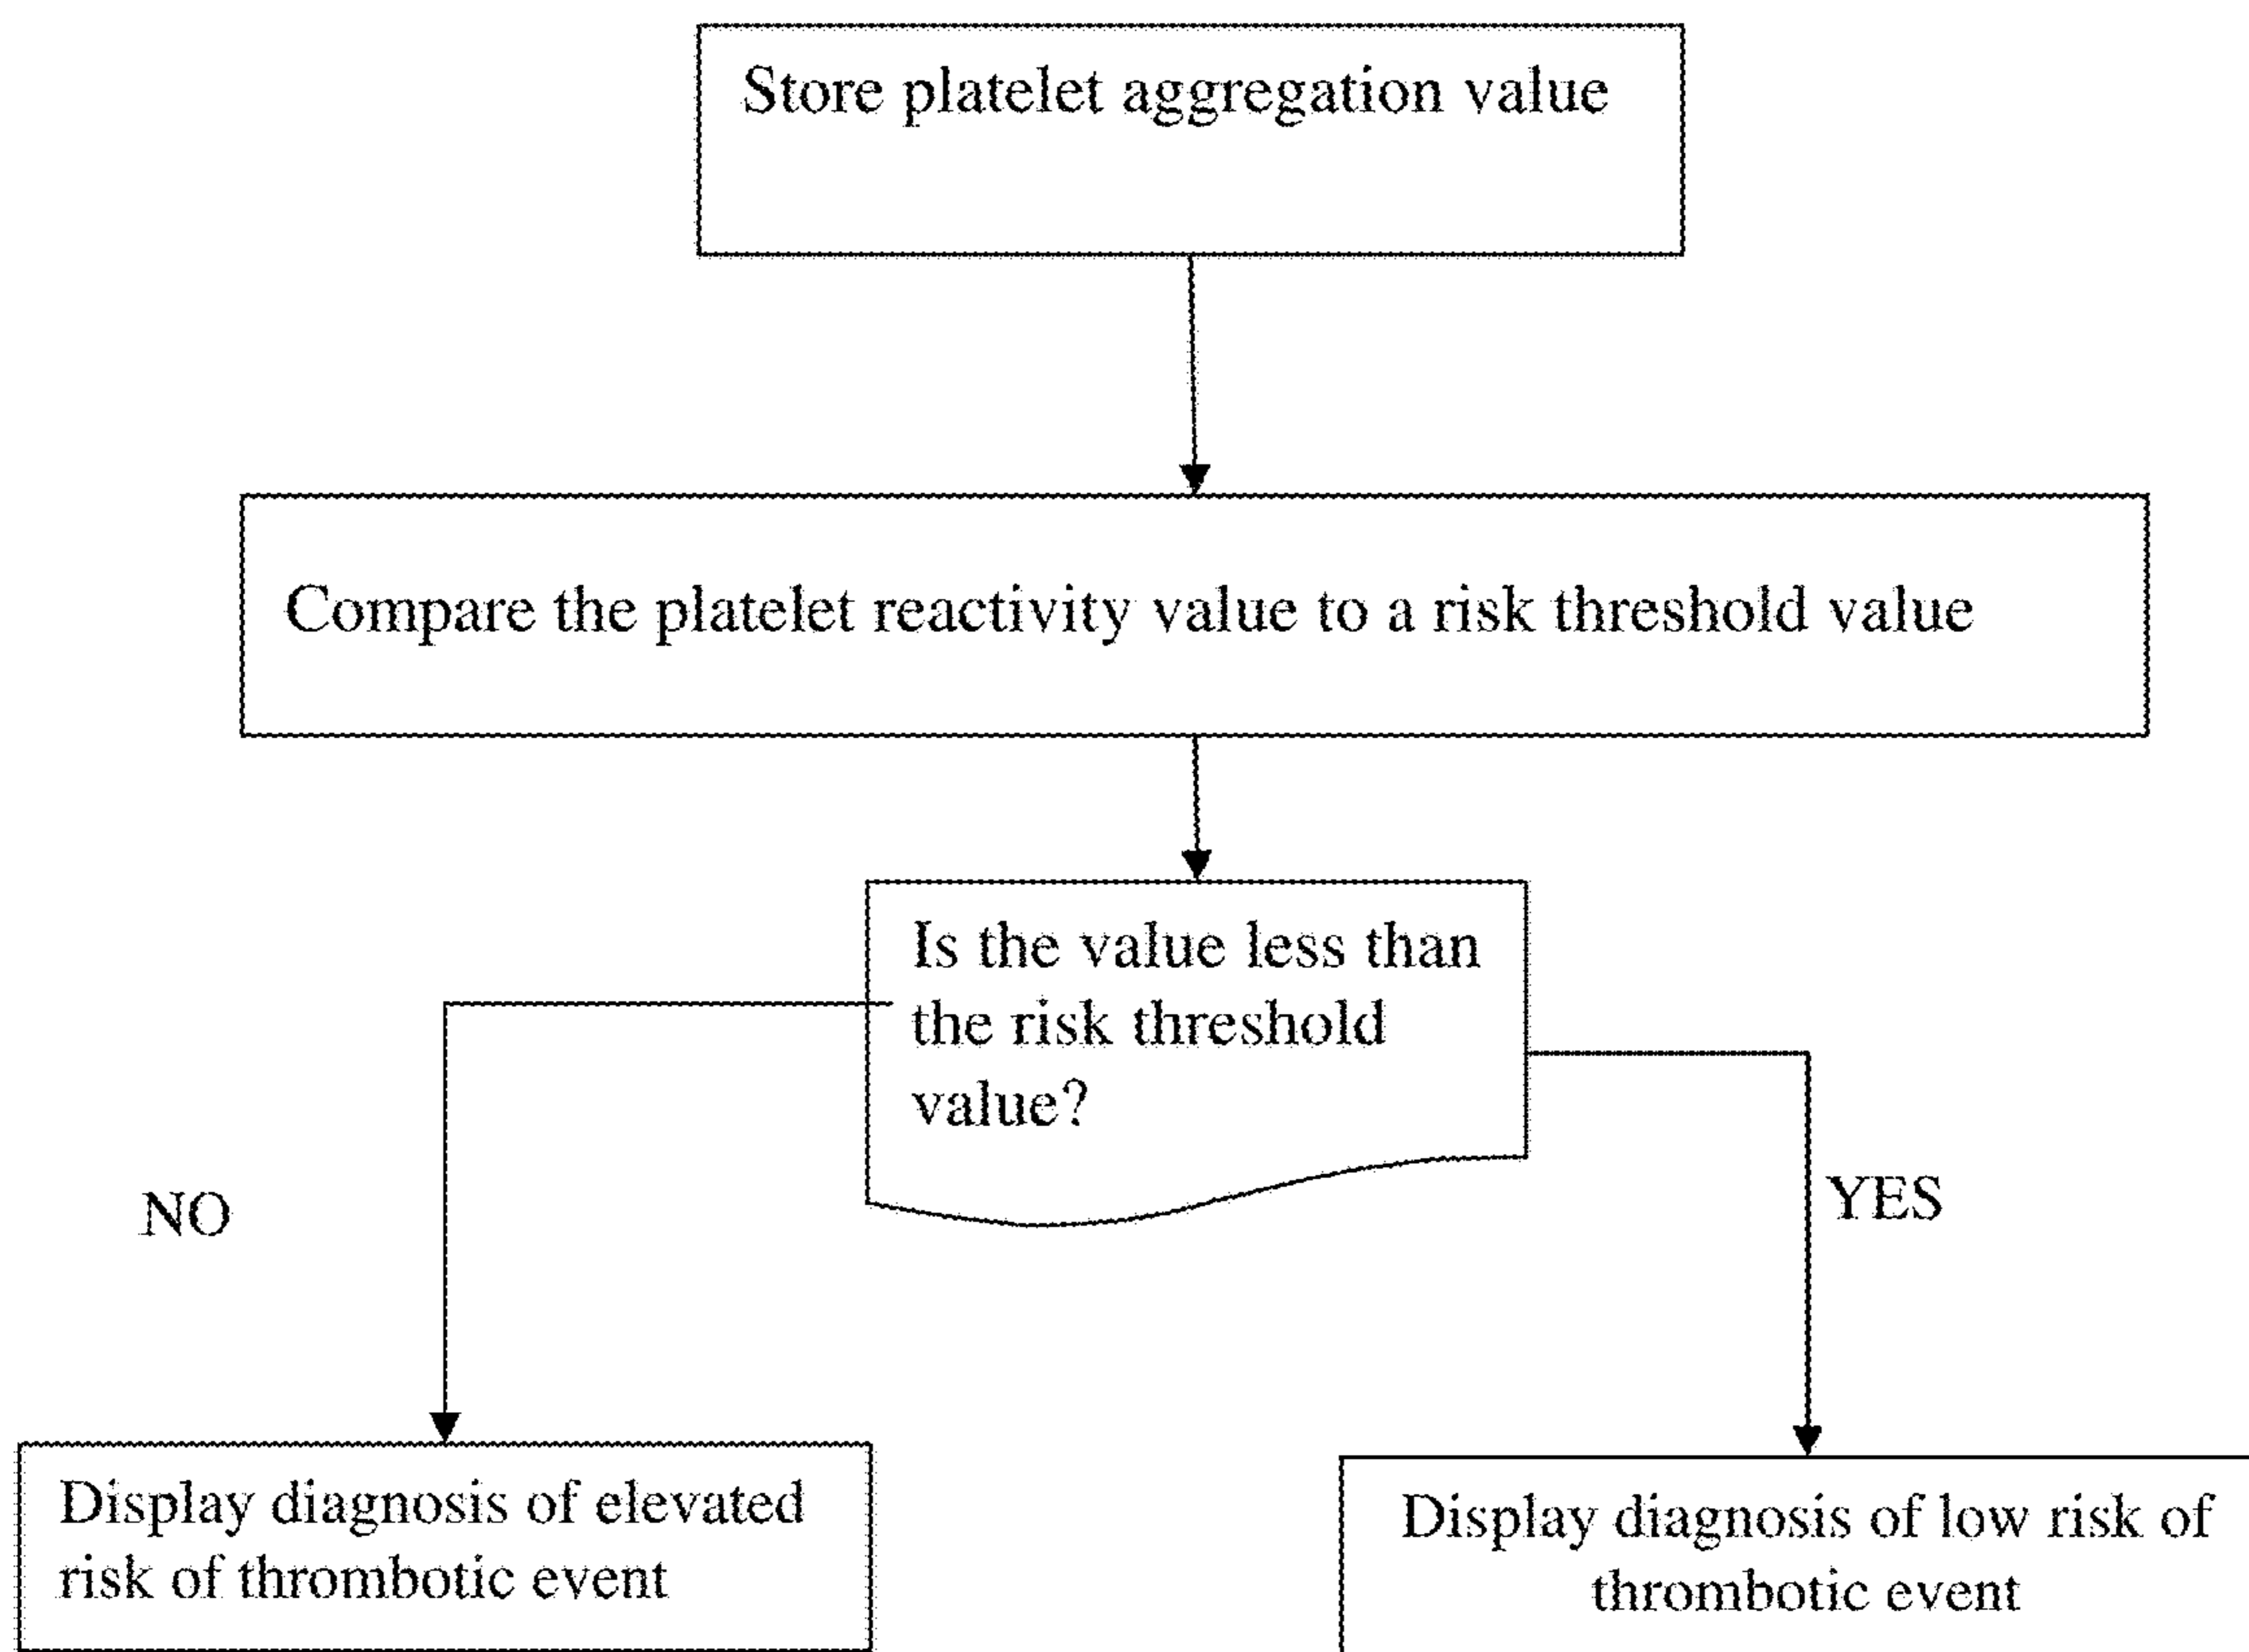 Store platelet aggregation value
Compare the platelet reactivity value to a risk threshold value
Is the value less than
the risk threshold
value?
NO
YES
Display diagnosis of elevated
risk of thrombotic event
Display diagnosis of low risk of
thrombotic event